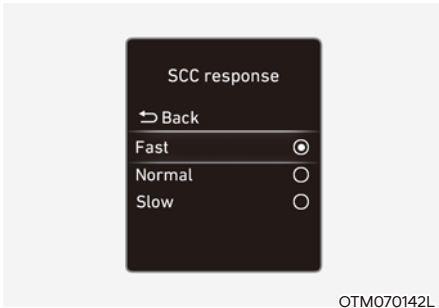 SCC response
Back
Fast
Normal
Slow
OTM070142L